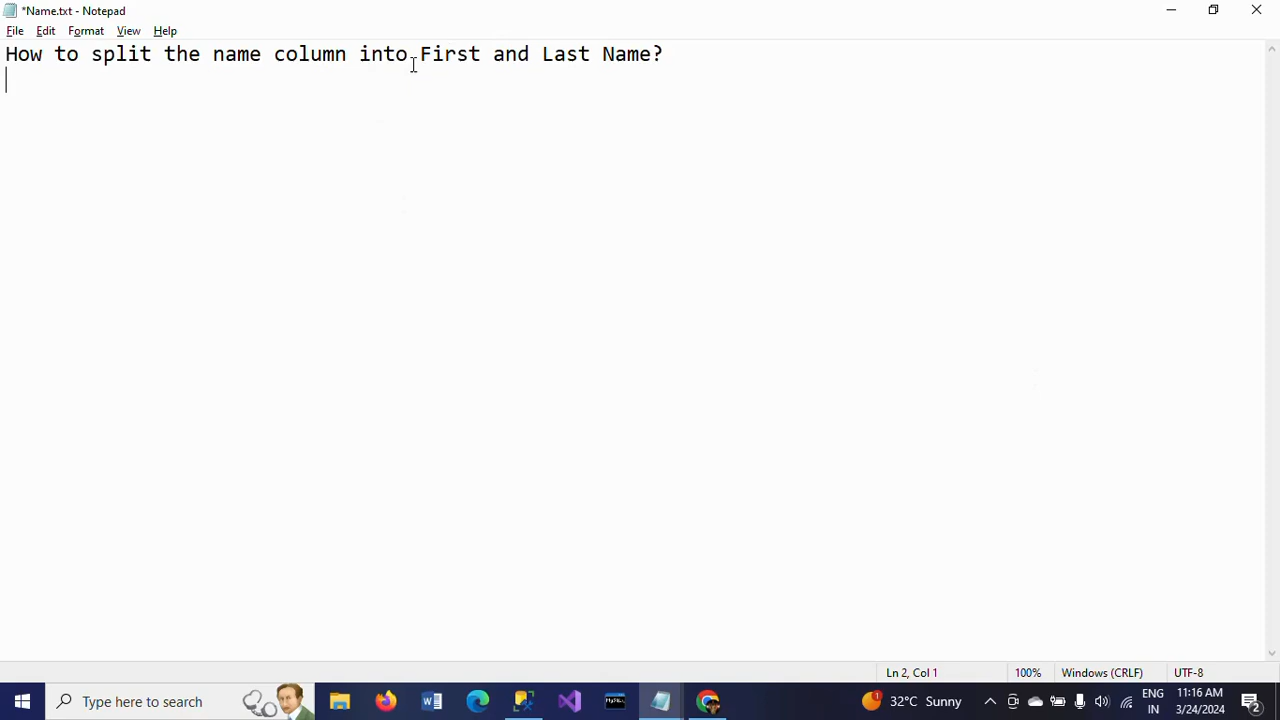 *Name.txt - Notepad
File Edit Format View Help
How to split the name column into First and Last Name?
Ln 2, Col 1 100% Windows (CRLF) UTF-8
Type here to search
1 32°C Sunny
ENG
IN
11:16 AM
3/24/2024
2